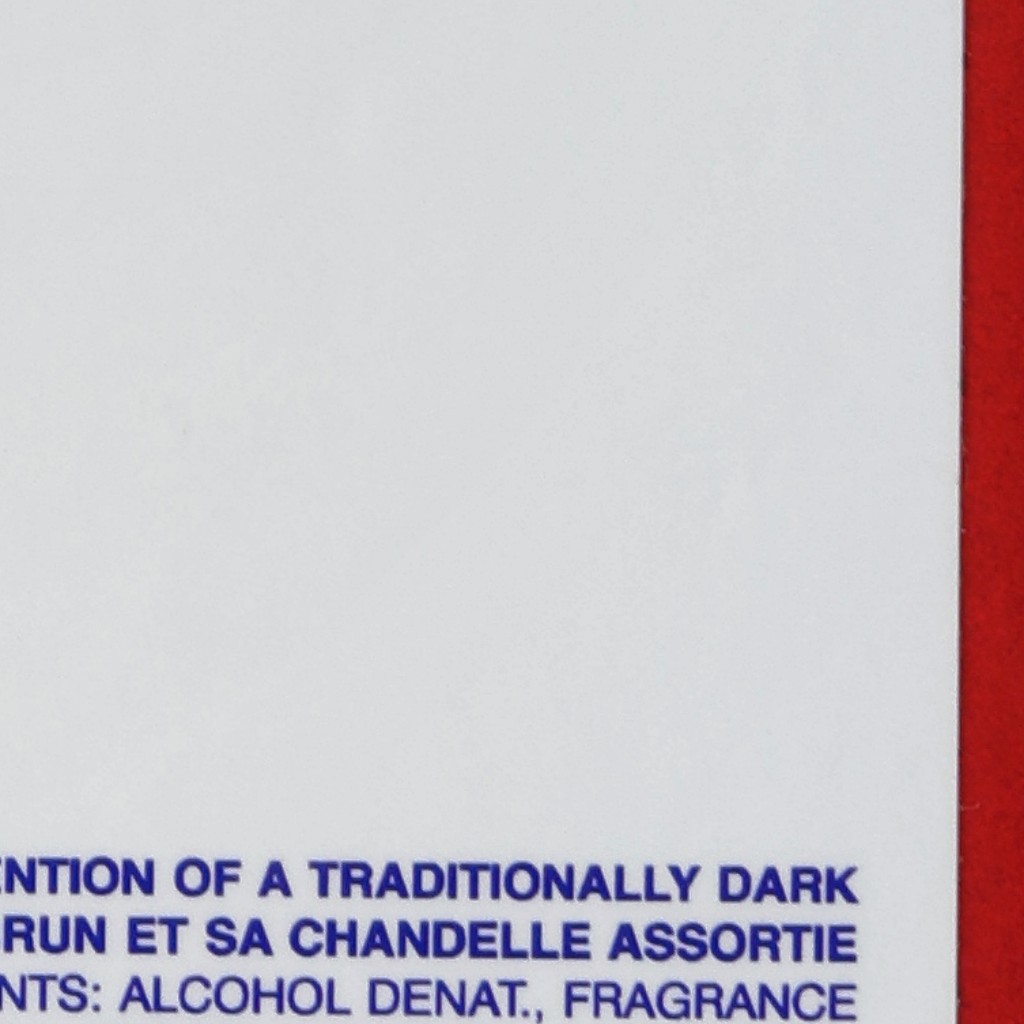 ENTION OF A TRADITIONALLY DARK
RUN ET SA CHANDELLE ASSORTIE
NTS: ALCOHOL DENAT., FRAGRANCE